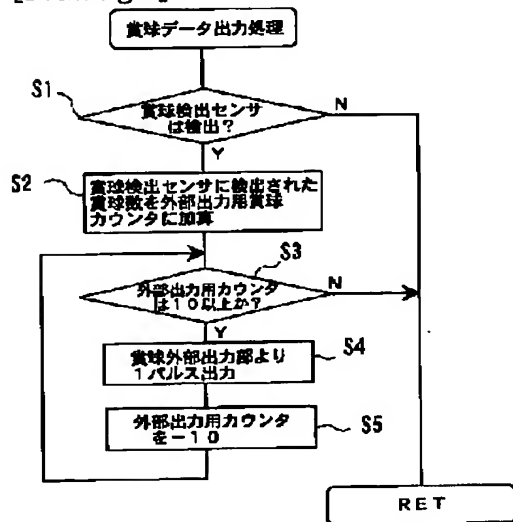 賞球データ出力処理
S1
賞球検出センサ
は検出?
N
Y
S2
賞球検出センサに検出された
賞球数を外部出力用賞球
カウンタに加算
S3
外部出力用カウンタ
は10以上か?
N
Y
賞球外部出力部より
1パルス出力
S4
外部出力用カウンタ
を-10
S5
RET